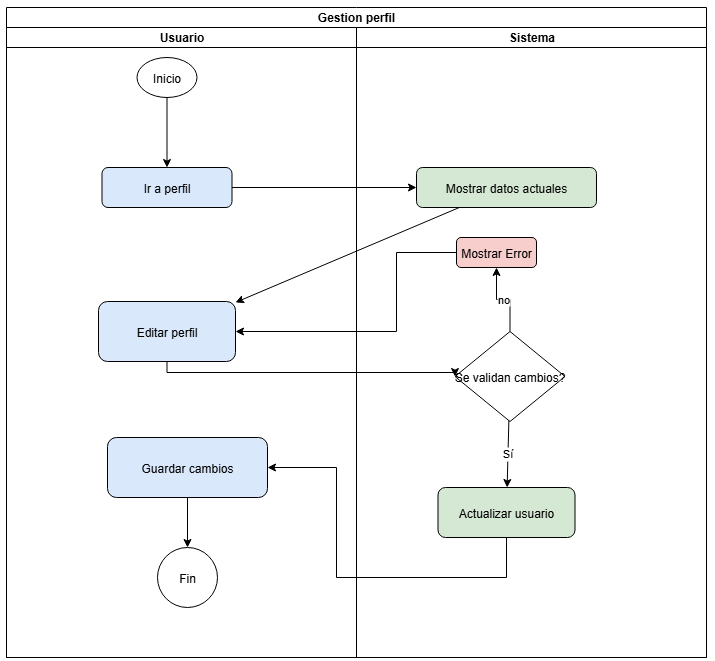 Gestion perfil
Usuario
Sistema
Inicio
Ir a perfil
Mostrar datos actuales
Mostrar Error
no
Editar perfil
Se validan cambios?
Sí
Guardar cambios
Actualizar usuario
Fin